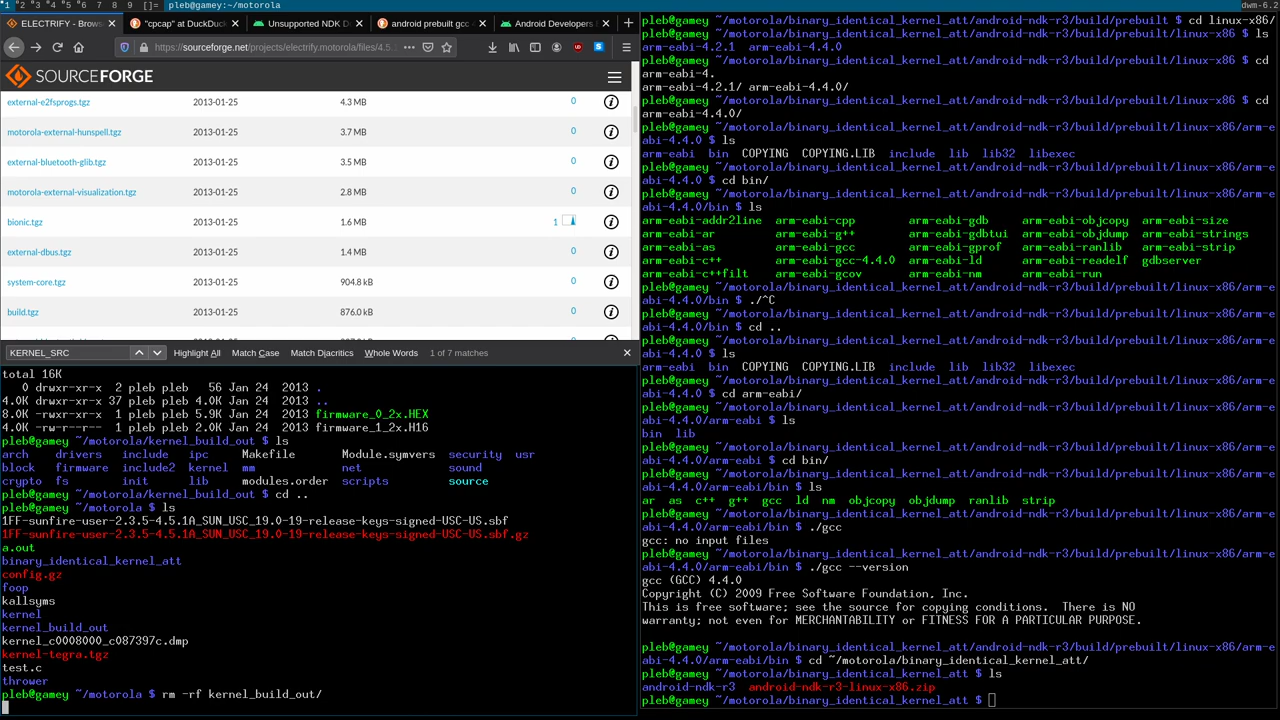 1 2 3 4 5 6 7 8 9 []= pleb@gamey:~/motorola dwm-6.2
ELECtrify - Brows
"cpcap" at DuckDuc
Unsupported NDK D
android prebuilt gcc 4
Android Developers B
https://sourceforge.net/projects/electrify.motorola/files/4.5.
SOURCEFORGE
external-e2fsprogs.tgz 2013-01-25 4.3 MB 0
motorola-external-hunspell.tgz 2013-01-25 3.7 MB 0
external-bluetooth-glib.tgz 2013-01-25 3.5 MB 0
motorola-external-visualization.tgz 2013-01-25 2.8 MB 0
bionic.tgz 2013-01-25 1.6 MB 1
external-dbus.tgz 2013-01-25 1.4 MB 0
system-core.tgz 2013-01-25 904.8 kB 0
build.tgz 2013-01-25 876.0 kB 0
KERNEL_SRC Highlight All Match Case Match Diacritics Whole Words 1 of 7 matches
total 16K
0 drwxr-xr-x 2 pleb pleb 56 Jan 24 2013 .
4.0K drwxr-xr-x 37 pleb pleb 4.0K Jan 24 2013 ..
8.0K -rwxr-xr-x 1 pleb pleb 5.9K Jan 24 2013 firmware_0_2x.HEX
4.0K -rw-r--r-- 1 pleb pleb 2.0K Jan 24 2013 firmware_1_2x.H16
pleb@gamey ~/motorola/kernel_build_out $ ls
arch drivers include ipc Makefile Module.symvers security usr
block firmware include2 kernel mm net sound
crypto fs init lib modules.order scripts source
pleb@gamey ~/motorola/kernel_build_out $ cd ..
pleb@gamey ~/motorola $ ls
1FF-sunfire-user-2.3.5-4.5.1A_SUN_USC_19.0-19-release-keys-signed-USC-US.sbf
1FF-sunfire-user-2.3.5-4.5.1A_SUN_USC_19.0-19-release-keys-signed-USC-US.sbf.gz
a.out
binary_identical_kernel_att
config.gz
foop
kallsyms
kernel
kernel_build_out
kernel_c0008000_c087397c.dmp
kernel-tegra.tgz
test.c
thrower
pleb@gamey ~/motorola $ rm -rf kernel_build_out/
pleb@gamey ~/motorola/binary_identical_kernel_att/android-ndk-r3/build/prebuilt $ cd linux-x86/
pleb@gamey ~/motorola/binary_identical_kernel_att/android-ndk-r3/build/prebuilt/linux-x86 $ ls
arm-eabi-4.2.1 arm-eabi-4.4.0
pleb@gamey ~/motorola/binary_identical_kernel_att/android-ndk-r3/build/prebuilt/linux-x86 $ cd
arm-eabi-4.
arm-eabi-4.2.1/ arm-eabi-4.4.0/
pleb@gamey ~/motorola/binary_identical_kernel_att/android-ndk-r3/build/prebuilt/linux-x86 $ cd
arm-eabi-4.4.0/
pleb@gamey ~/motorola/binary_identical_kernel_att/android-ndk-r3/build/prebuilt/linux-x86/arm-e
abi-4.4.0 $ ls
arm-eabi bin COPYING COPYING.LIB include lib lib32 libexec
pleb@gamey ~/motorola/binary_identical_kernel_att/android-ndk-r3/build/prebuilt/linux-x86/arm-e
abi-4.4.0 $ cd bin/
pleb@gamey ~/motorola/binary_identical_kernel_att/android-ndk-r3/build/prebuilt/linux-x86/arm-e
abi-4.4.0/bin $ ls
arm-eabi-addr2line arm-eabi-cpp arm-eabi-gdb arm-eabi-objcopy arm-eabi-size
arm-eabi-ar arm-eabi-g++ arm-eabi-gdbtui arm-eabi-objdump arm-eabi-strings
arm-eabi-as arm-eabi-gcc arm-eabi-gprof arm-eabi-ranlib arm-eabi-strip
arm-eabi-c++ arm-eabi-gcc-4.4.0 arm-eabi-ld arm-eabi-readelf gdbserver
arm-eabi-c++filt arm-eabi-gcov arm-eabi-nm arm-eabi-run
pleb@gamey ~/motorola/binary_identical_kernel_att/android-ndk-r3/build/prebuilt/linux-x86/arm-e
abi-4.4.0/bin $ ./^C
pleb@gamey ~/motorola/binary_identical_kernel_att/android-ndk-r3/build/prebuilt/linux-x86/arm-e
abi-4.4.0/bin $ cd ..
pleb@gamey ~/motorola/binary_identical_kernel_att/android-ndk-r3/build/prebuilt/linux-x86/arm-e
abi-4.4.0 $ ls
arm-eabi bin COPYING COPYING.LIB include lib lib32 libexec
pleb@gamey ~/motorola/binary_identical_kernel_att/android-ndk-r3/build/prebuilt/linux-x86/arm-e
abi-4.4.0 $ cd arm-eabi/
pleb@gamey ~/motorola/binary_identical_kernel_att/android-ndk-r3/build/prebuilt/linux-x86/arm-e
abi-4.4.0/arm-eabi $ ls
bin lib
pleb@gamey ~/motorola/binary_identical_kernel_att/android-ndk-r3/build/prebuilt/linux-x86/arm-e
abi-4.4.0/arm-eabi $ cd bin/
pleb@gamey ~/motorola/binary_identical_kernel_att/android-ndk-r3/build/prebuilt/linux-x86/arm-e
abi-4.4.0/arm-eabi/bin $ ls
ar as c++ g++ gcc ld nm objcopy objdump ranlib strip
pleb@gamey ~/motorola/binary_identical_kernel_att/android-ndk-r3/build/prebuilt/linux-x86/arm-e
abi-4.4.0/arm-eabi/bin $ ./gcc
gcc: no input files
pleb@gamey ~/motorola/binary_identical_kernel_att/android-ndk-r3/build/prebuilt/linux-x86/arm-e
abi-4.4.0/arm-eabi/bin $ ./gcc --version
gcc (GCC) 4.4.0
Copyright (C) 2009 Free Software Foundation, Inc.
This is free software; see the source for copying conditions. There is NO
warranty; not even for MERCHANTABILITY or FITNESS FOR A PARTICULAR PURPOSE.
pleb@gamey ~/motorola/binary_identical_kernel_att/android-ndk-r3/build/prebuilt/linux-x86/arm-e
abi-4.4.0/arm-eabi/bin $ cd ~/motorola/binary_identical_kernel_att/
pleb@gamey ~/motorola/binary_identical_kernel_att $ ls
android-ndk-r3 android-ndk-r3-linux-x86.zip
pleb@gamey ~/motorola/binary_identical_kernel_att $